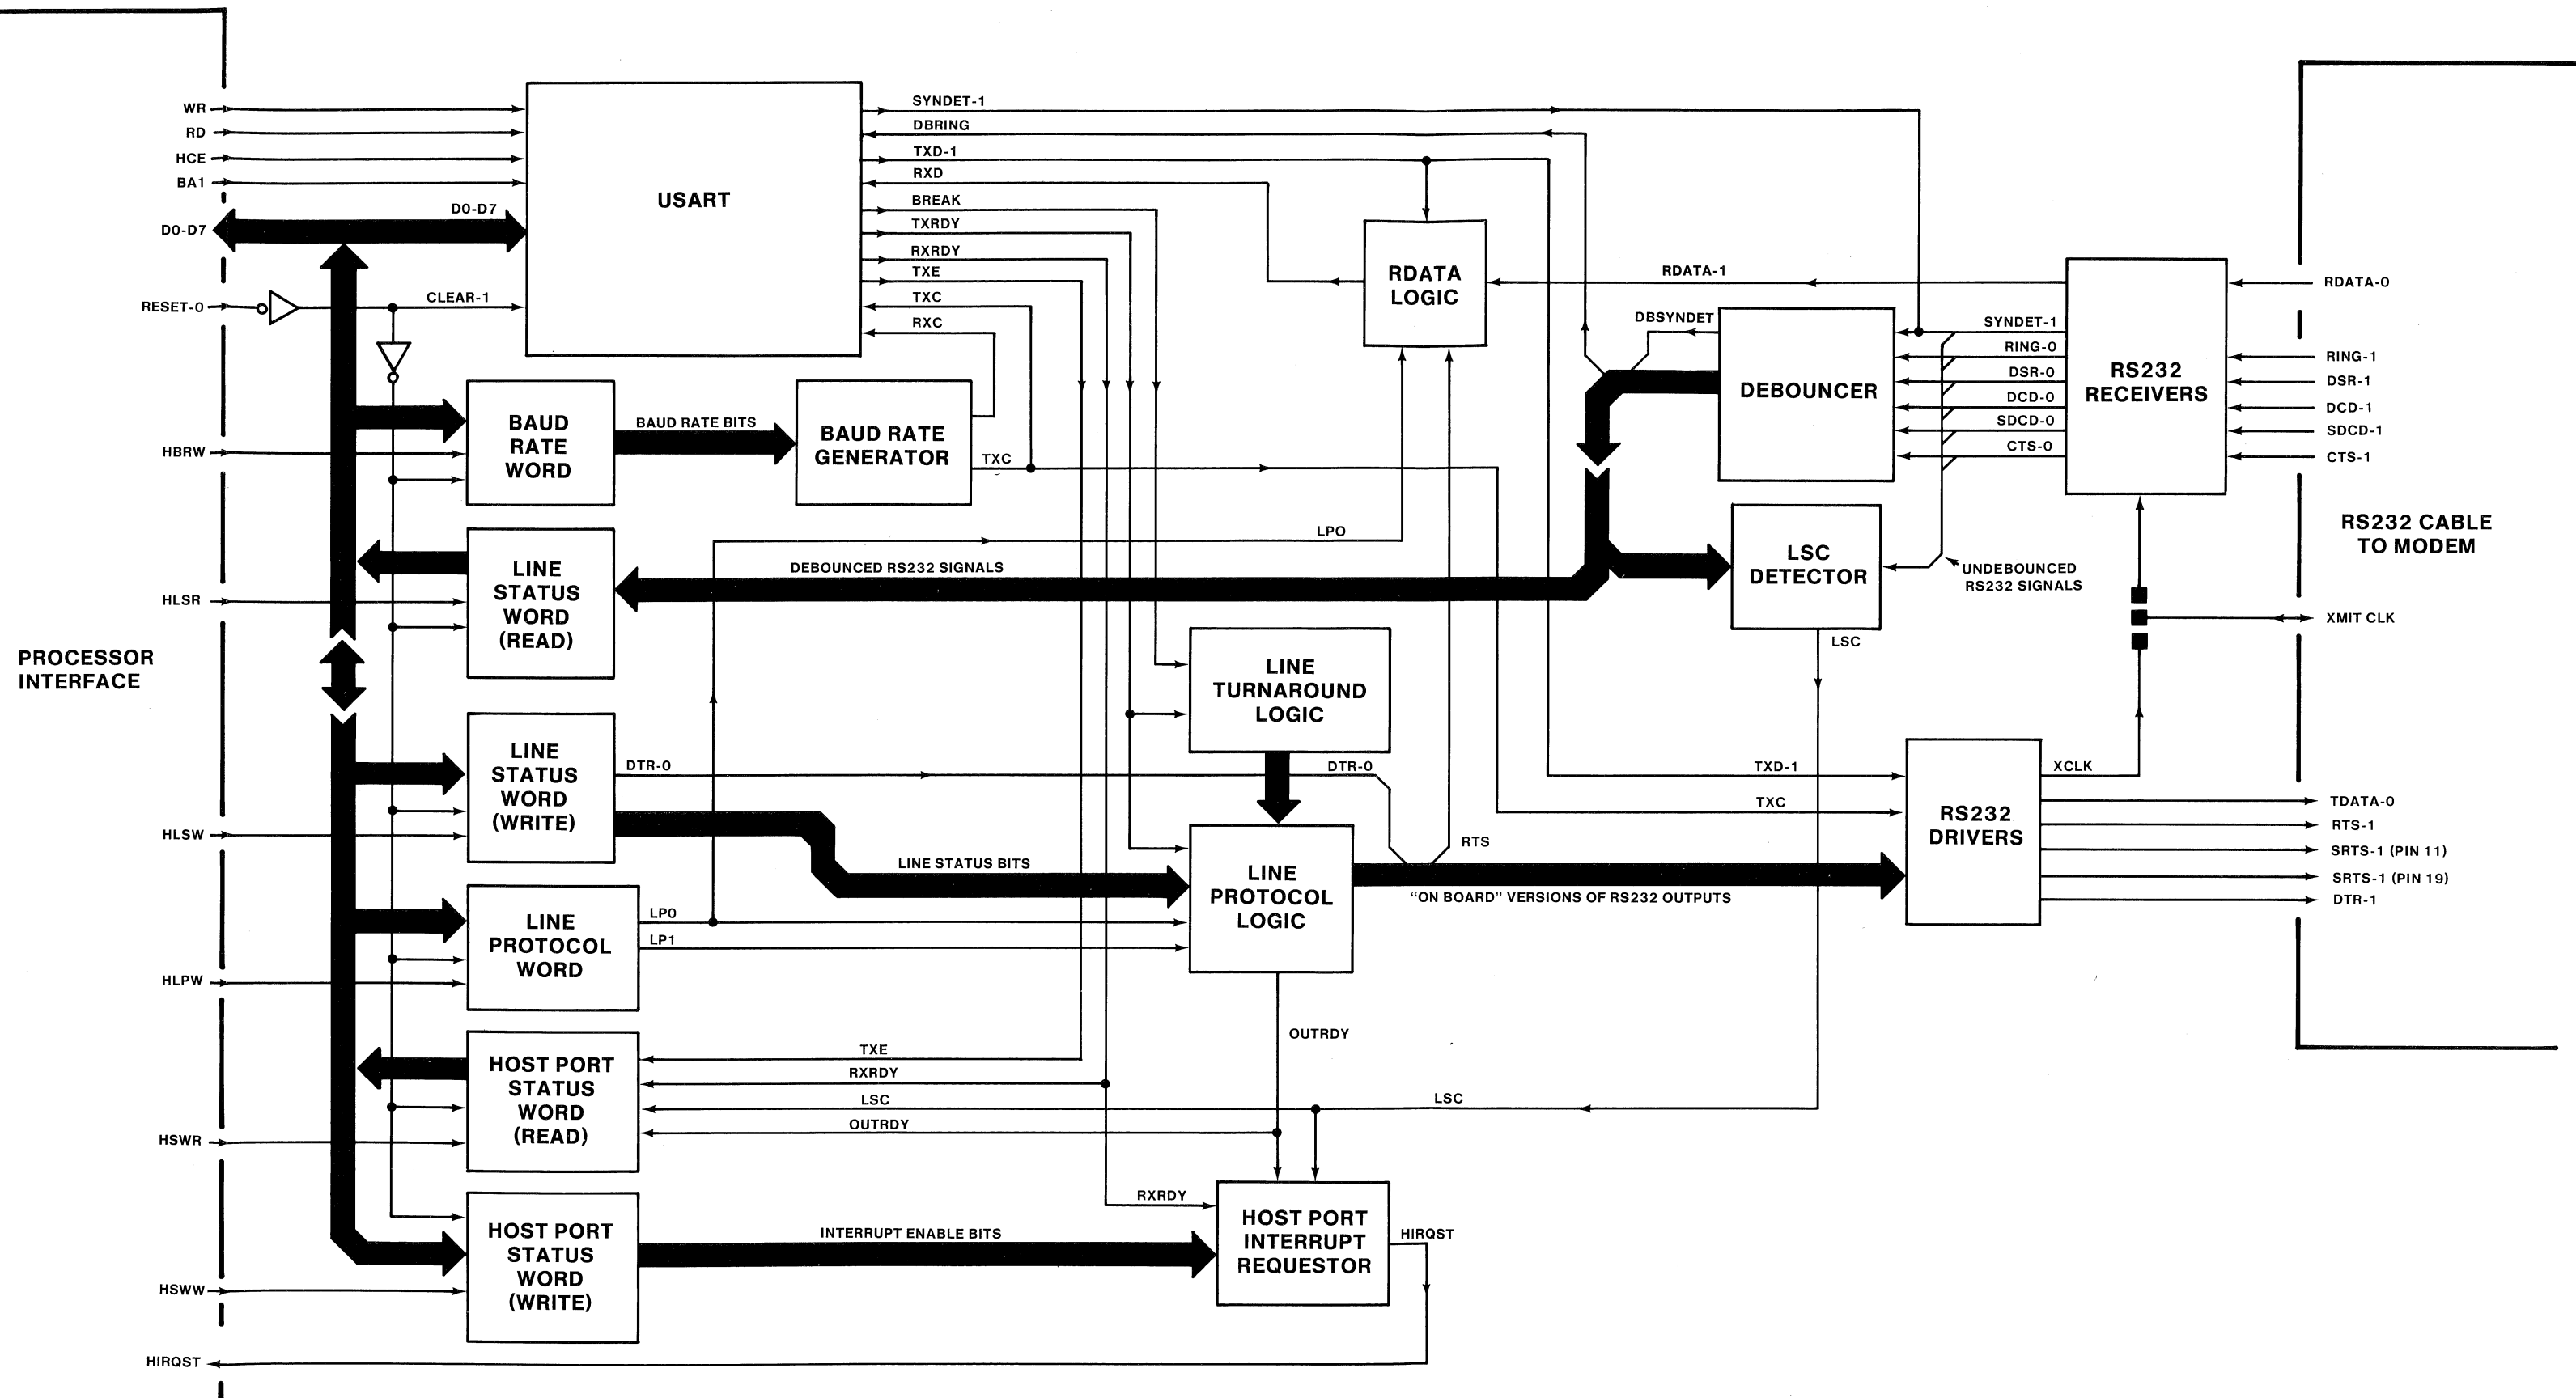 WR
RD
HCE
BA1
D0-D7
D0-D7
RESET-0
CLEAR-1
HBRW
HLSR
PROCESSOR
INTERFACE
HLSW
HLPW
HSWR
HSWW
HIRQST
USART
SYNDET-1
DBRING
TXD-1
RXD
BREAK
TXRDY
RXRDY
TXE
TXC
RXC
BAUD
RATE
WORD
BAUD RATE BITS
BAUD RATE
GENERATOR
TXC
LINE
STATUS
WORD
(READ)
DEBOUNCED RS232 SIGNALS
LPO
LINE
STATUS
WORD
(WRITE)
DTR-0
DTR-0
LINE STATUS BITS
LINE
PROTOCOL
WORD
LP0
LP1
HOST PORT
STATUS
WORD
(READ)
TXE
RXRDY
LSC
OUTRDY
HOST PORT
STATUS
WORD
(WRITE)
INTERRUPT ENABLE BITS
LINE
TURNAROUND
LOGIC
LINE
PROTOCOL
LOGIC
RTS
"ON BOARD" VERSIONS OF RS232 OUTPUTS
OUTRDY
LSC
RXRDY
HOST PORT
INTERRUPT
REQUESTOR
HIRQST
RDATA
LOGIC
RDATA-1
DBSYNDET
DEBOUNCER
SYNDET-1
RING-0
DSR-0
DCD-0
SDCD-0
CTS-0
LSC
DETECTOR
LSC
UNDEBOUNCED
RS232 SIGNALS
RS232
RECEIVERS
TXD-1
TXC
RS232
DRIVERS
XCLK
RDATA-0
RING-1
DSR-1
DCD-1
SDCD-1
CTS-1
RS232 CABLE
TO MODEM
XMIT CLK
TDATA-0
RTS-1
SRTS-1 (PIN 11)
SRTS-1 (PIN 19)
DTR-1